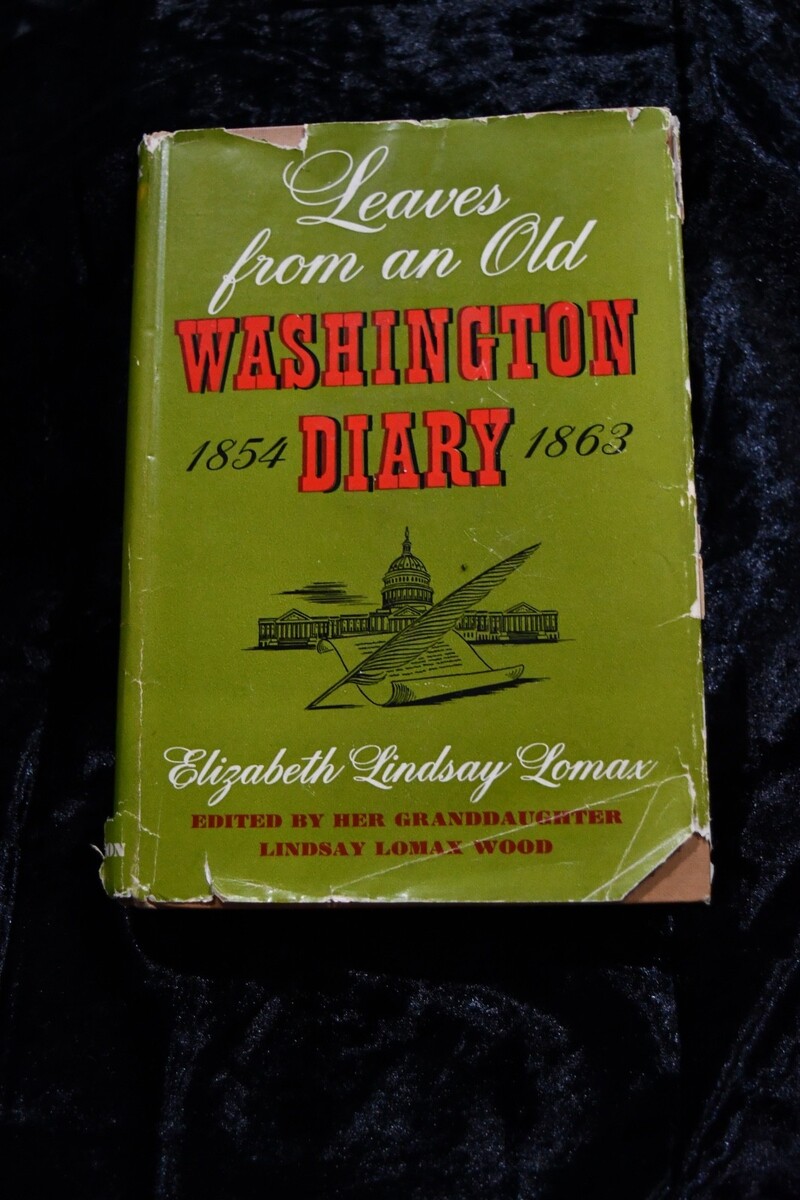 Leaves
from an Old
WASHINGTON
1854 DIARY 1863
Elizabeth Lindsay Lomax
EDITED BY HER GRANDDAUGHTER
LINDSAY LOMAX WOOD